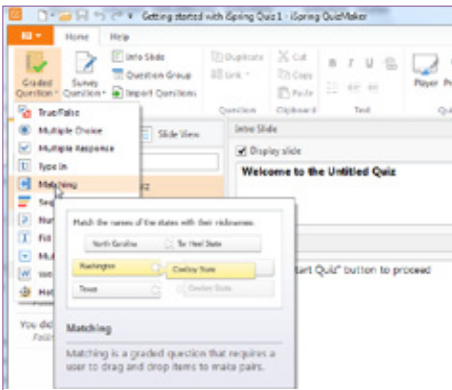 Getting started with iSpring Quiz1 - iSpring QuizMaker
Home Help
Info Slide
Question Group
Import Questions
Graded Question
Survey Question
Duplicate
Link
Cut
Copy
Paste
B I U
Player
Question Clipboard Text
True/False
Multiple Choice
Multiple Response
Type In
Matching
Slide View
Intro Slide
Display slide
Welcome to the Untitled Quiz
Match the names of the states with their nicknames.
North Carolina Tar Heel State
Washington Cowboy State
Texas Cowboy State
Matching
Matching is a graded question that requires a
user to drag and drop items to make pairs.
tart Quiz" button to proceed
You did